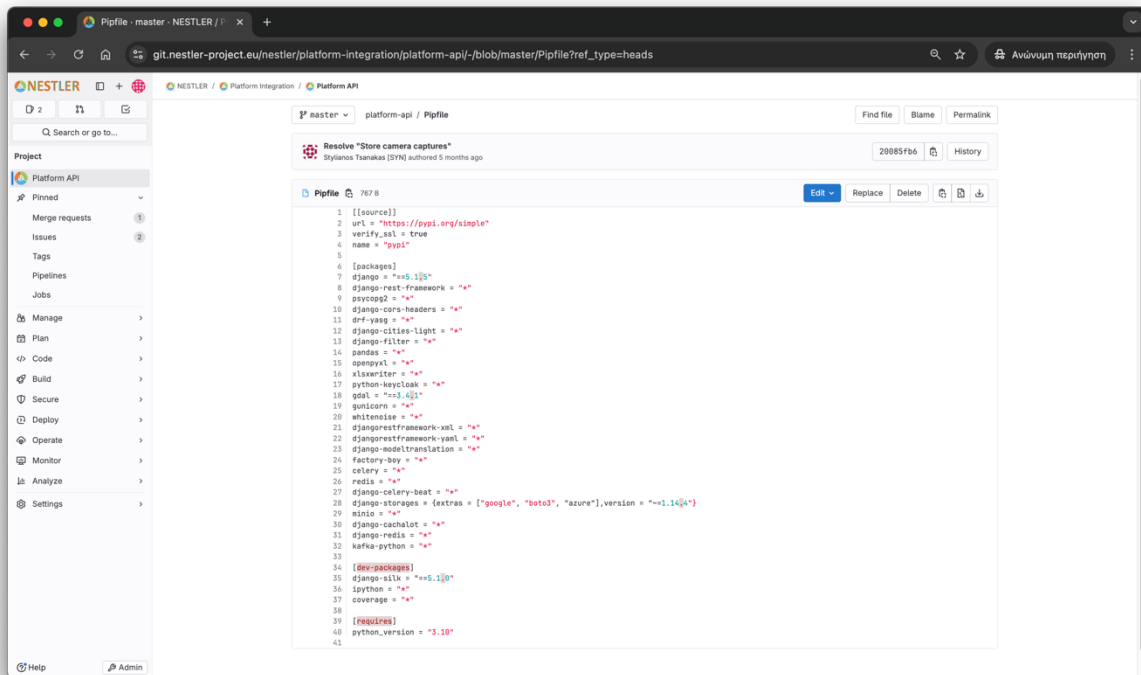 Pipfile · master · NESTLER / P
git.nestler-project.eu/nestler/platform-integration/platform-api/-/blob/master/Pipfile?ref_type=heads
Ανώνυμη περιήγηση
NESTLER
2
Search or go to...
Project
Platform API
Pinned
Merge requests 1
Issues 2
Tags
Pipelines
Jobs
Manage
Plan
Code
Build
Secure
Deploy
Operate
Monitor
Analyze
Settings
Help
Admin
NESTLER / Platform Integration / Platform API
master
platform-api / Pipfile
Find file
Blame
Permalink
Resolve "Store camera captures"
Stylianos Tsanakas [SYN] authored 5 months ago
20085fb6
History
Pipfile 767 B
Edit
Replace
Delete
1 [[source]]
2 url = "https://pypi.org/simple"
3 verify_ssl = true
4 name = "pypi"
5
6 [packages]
7 django = "==5.1.5"
8 django-rest-framework = "*"
9 psycopg2 = "*"
10 django-cors-headers = "*"
11 drf-yasg = "*"
12 django-cities-light = "*"
13 django-filter = "*"
14 pandas = "*"
15 openpyxl = "*"
16 xlsxwriter = "*"
17 python-keycloak = "*"
18 gdal = "==3.4.1"
19 gunicorn = "*"
20 whitenoise = "*"
21 djangorestframework-xml = "*"
22 djangorestframework-yaml = "*"
23 django-modeltranslation = "*"
24 factory-boy = "*"
25 celery = "*"
26 redis = "*"
27 django-celery-beat = "*"
28 django-storages = {extras = ["google", "boto3", "azure"],version = "~=1.14.4"}
29 minio = "*"
30 django-cachalot = "*"
31 django-redis = "*"
32 kafka-python = "*"
33
34 [dev-packages]
35 django-silk = "==5.1.0"
36 ipython = "*"
37 coverage = "*"
38
39 [requires]
40 python_version = "3.10"
41